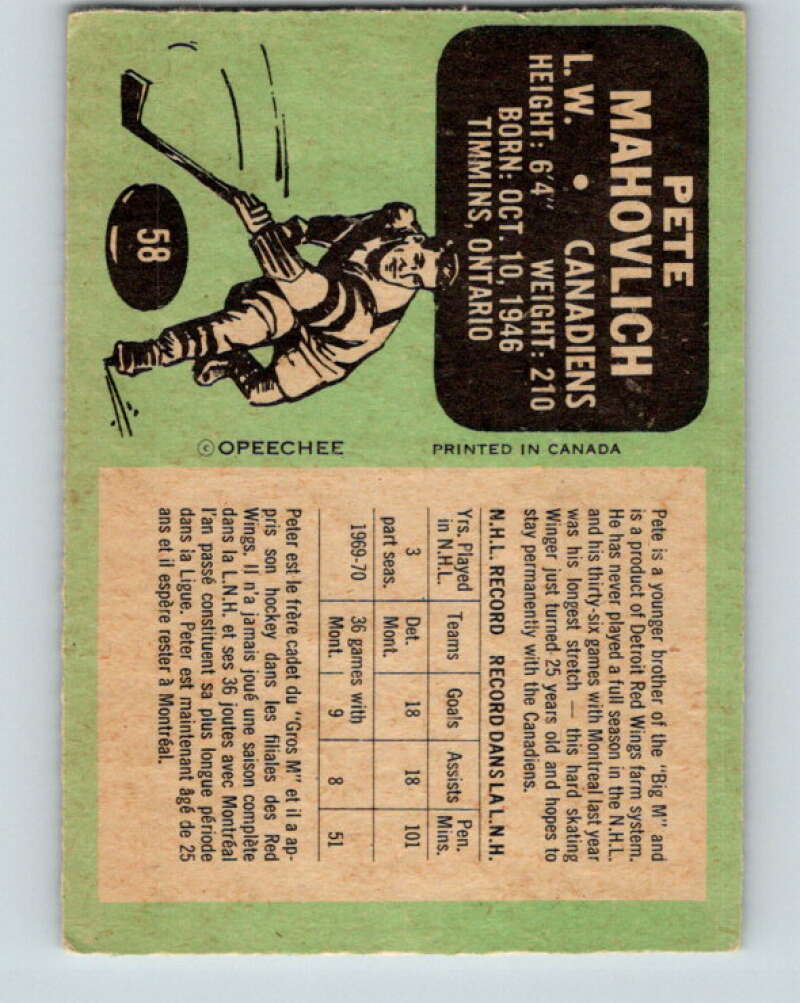 PETE
MAHOVLICH
L.W. • CANADIENS
HEIGHT: 6'4" WEIGHT: 210
BORN: OCT. 10, 1946
TIMMINS, ONTARIO
58
© OPEECHEE
PRINTED IN CANADA
Pete is a younger brother of the "Big M" and
is a product of Detroit Red Wings farm system.
He has never played a full season in the N.H.L.
and his thirty-six games with Montreal last year
was his longest stretch — this hard skating
Winger just turned 25 years old and hopes to
stay permanently with the Canadiens.
N.H.L. RECORD RECORD DANS LA L.N.H.
Yrs. Played in N.H.L. Teams Goals Assists Pen. Mins.
3 Det. 18 18 101
part seas. Mont.
1969-70 36 games with
Mont. 9 8 51
Peter est le frère cadet du "Gros M" et il a ap-
pris son hockey dans les filiales des Red
Wings. Il n'a jamais joué une saison complète
dans la L.N.H. et ses 36 joutes avec Montréal
l'an passé constituent sa plus longue période
dans la Ligue. Peter est maintenant âgé de 25
ans et il espère rester à Montréal.